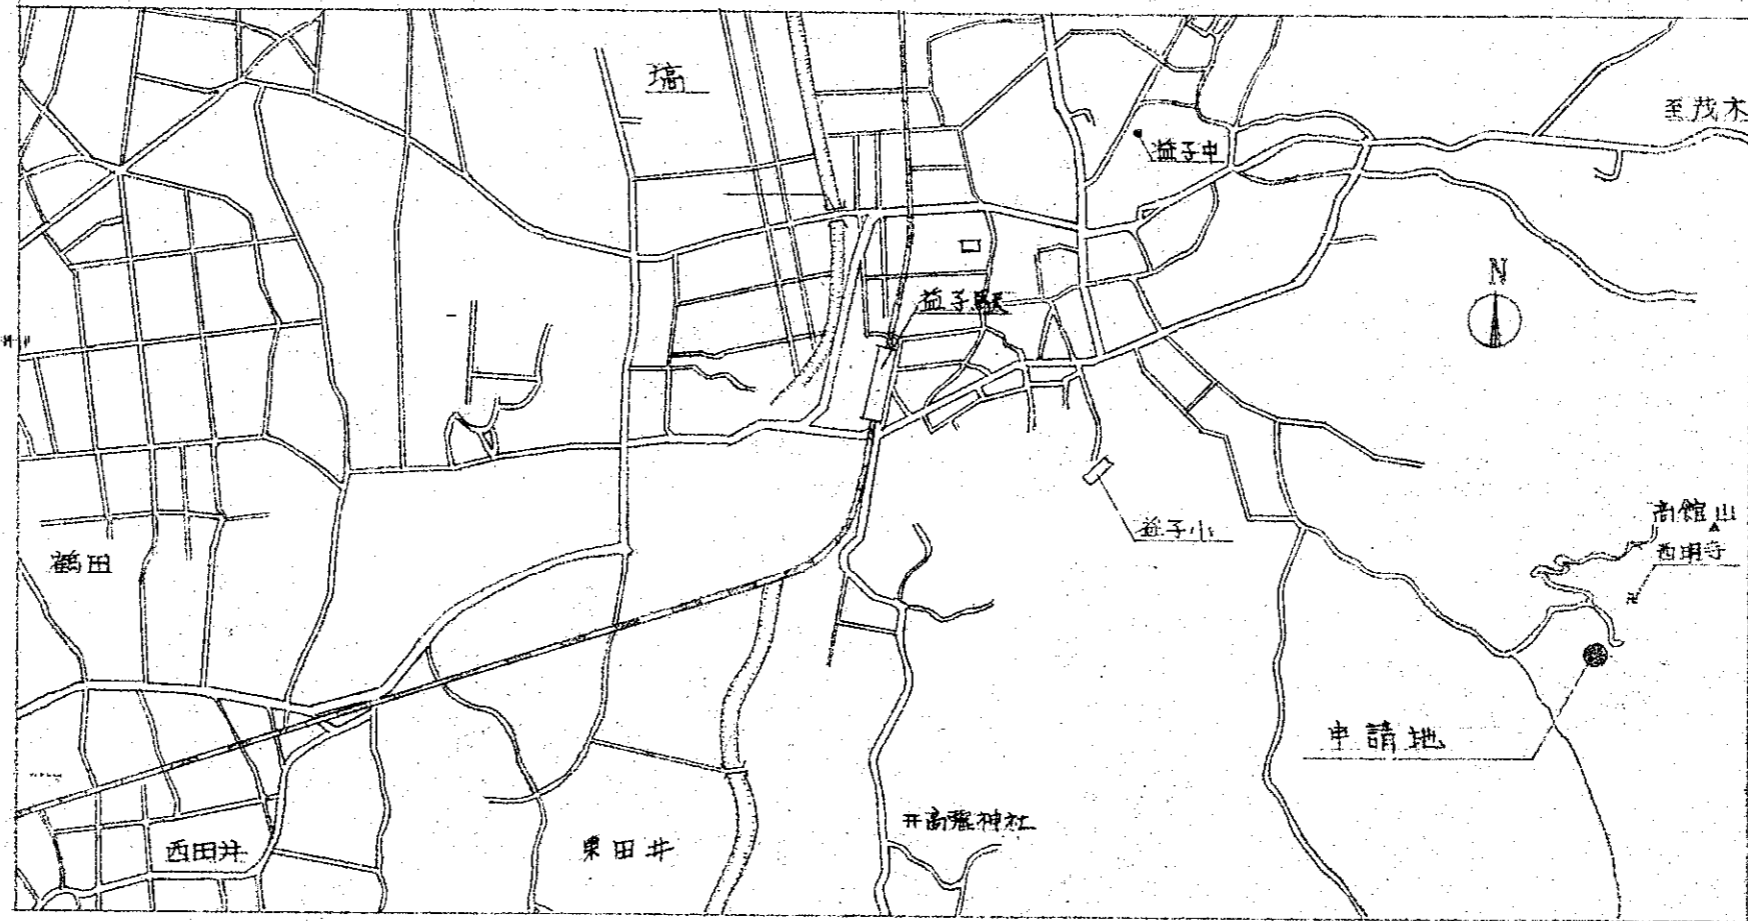 塙
至茂木
益子中
N
益子駅
益子小
高館山
西明寺
鶴田
申請地
西田井
東田井
高龗神社